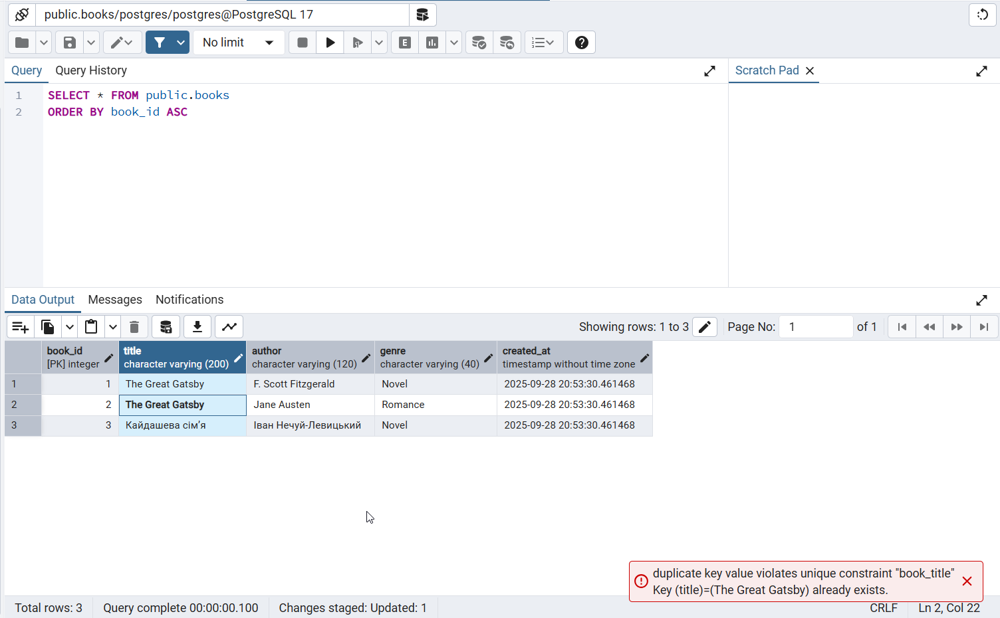 public.books/postgres/postgres@PostgreSQL 17
No limit
E
Query
Query History
Scratch Pad
1 SELECT * FROM public.books
2 ORDER BY book_id ASC
Data Output
Messages
Notifications
Showing rows: 1 to 3
Page No: 1 of 1
book_id title author genre created_at
[PK] integer character varying (200) character varying (120) character varying (40) timestamp without time zone
1 1 The Great Gatsby F. Scott Fitzgerald Novel 2025-09-28 20:53:30.461468
2 2 The Great Gatsby Jane Austen Romance 2025-09-28 20:53:30.461468
3 3 Кайдашева сім’я Іван Нечуй-Левицький Novel 2025-09-28 20:53:30.461468
duplicate key value violates unique constraint "book_title"
Key (title)=(The Great Gatsby) already exists.
Total rows: 3
Query complete 00:00:00.100
Changes staged: Updated: 1
CRLF
Ln 2, Col 22